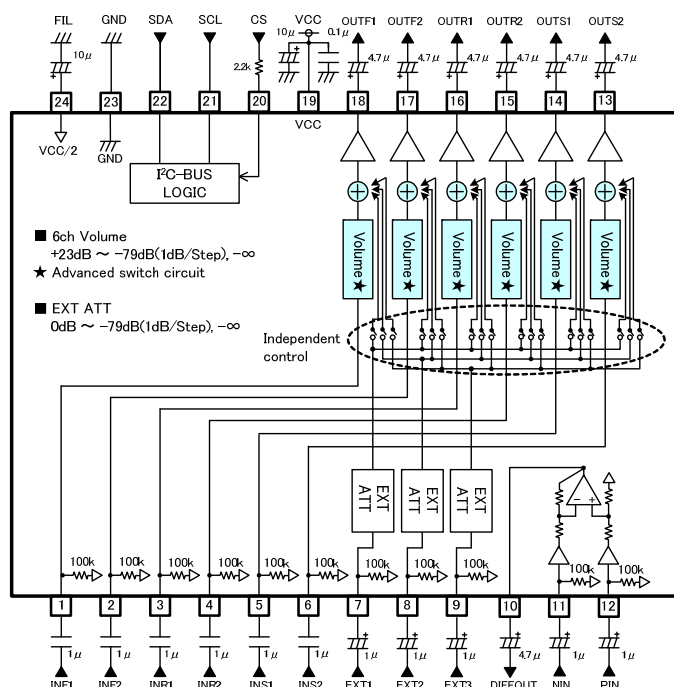 FIL GND SDA SCL CS VCC OUTF1 OUTF2 OUTR1 OUTR2 OUTS1 OUTS2
10μ 2.2k 10μ 0.1μ 4.7μ 4.7μ 4.7μ 4.7μ 4.7μ 4.7μ
24 23 22 21 20 19 18 17 16 15 14 13
VCC
VCC/2 GND
I²C-BUS
LOGIC
Volume★ Volume★ Volume★ Volume★ Volume★ Volume★
■ 6ch Volume
+23dB ~ -79dB(1dB/Step), -∞
★ Advanced switch circuit
■ EXT ATT
0dB ~ -79dB(1dB/Step), -∞
Independent
control
EXT ATT EXT ATT EXT ATT
- +
100k 100k 100k 100k 100k 100k 100k 100k 100k 100k 100k
1 2 3 4 5 6 7 8 9 10 11 12
1μ 1μ 1μ 1μ 1μ 1μ 1μ 1μ 1μ 4.7μ 1μ 1μ
INF1 INF2 INR1 INR2 INS1 INS2 EXT1 EXT2 EXT3 DIFFOUT NIN PIN